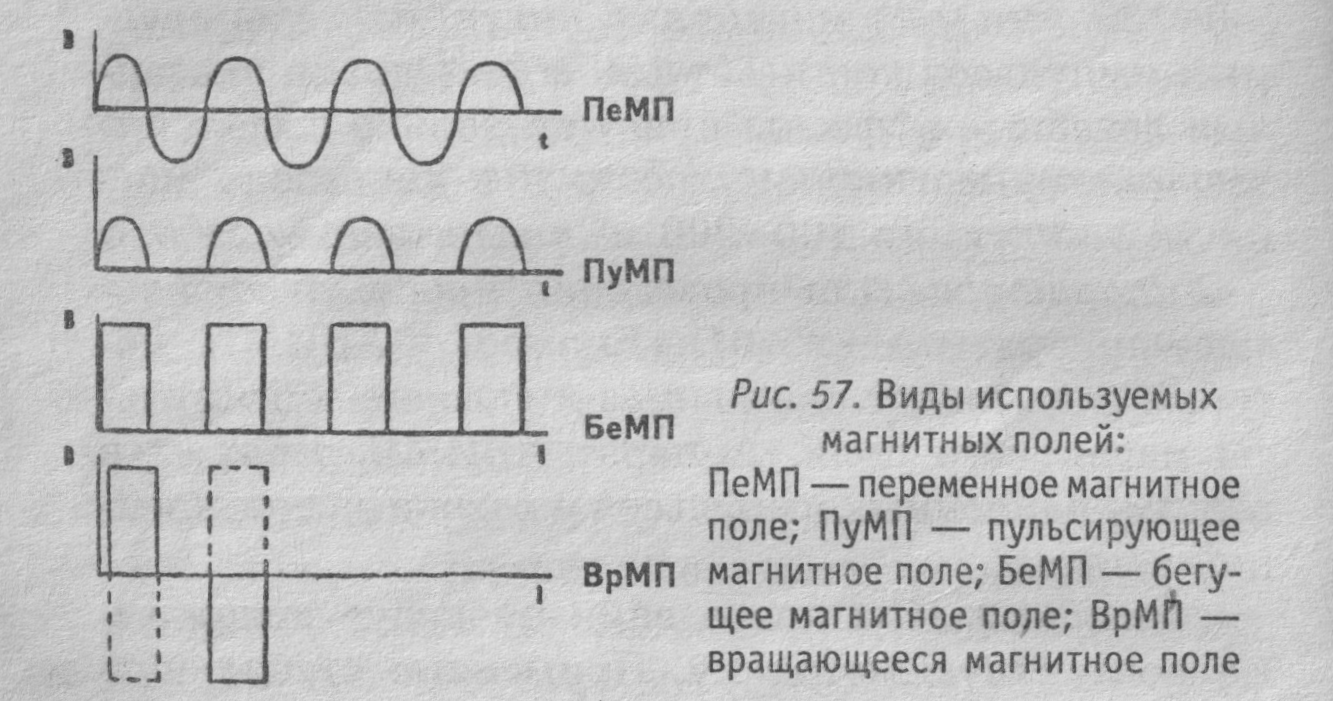 В
ПеМП
t
В
ПуМП
t
В
БеМП
t
В
ВрМП
t
Рис. 57. Виды используемых
магнитных полей:
ПеМП — переменное магнитное
поле; ПуМП — пульсирующее
магнитное поле; БеМП — бегу-
щее магнитное поле; ВрМП —
вращающееся магнитное поле